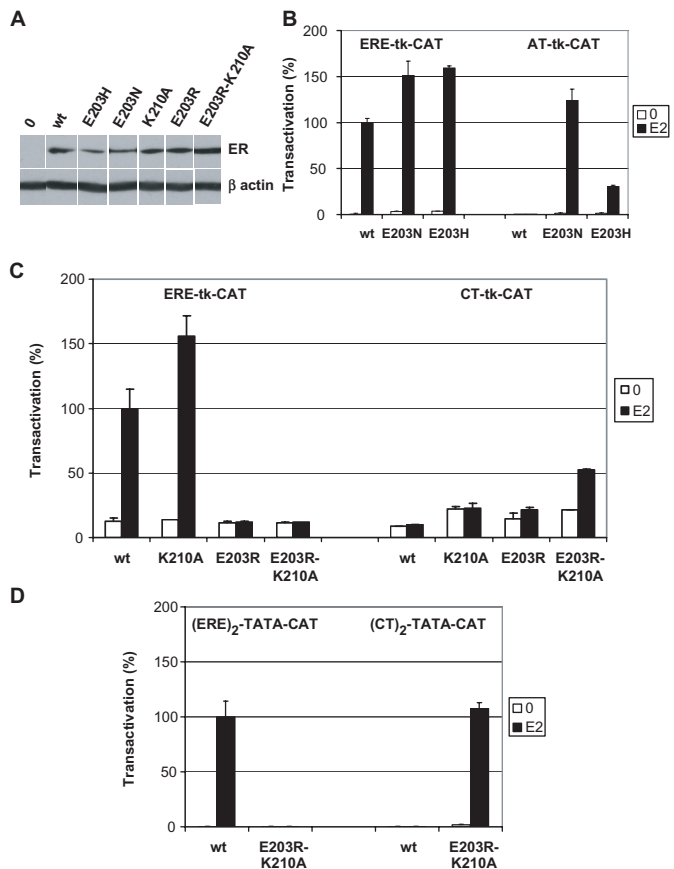 A
0 wt E203H E203N K210A E203R E203R-K210A
ER
β actin
B
ERE-tk-CAT AT-tk-CAT
Transactivation (%)
200
150
100
50
0
wt E203N E203H wt E203N E203H
0
E2
C
ERE-tk-CAT CT-tk-CAT
Transactivation (%)
200
150
100
50
0
wt K210A E203R E203R-K210A wt K210A E203R E203R-K210A
0
E2
D
(ERE)2-TATA-CAT (CT)2-TATA-CAT
Transactivation (%)
200
150
100
50
0
wt E203R-K210A wt E203R-K210A
0
E2